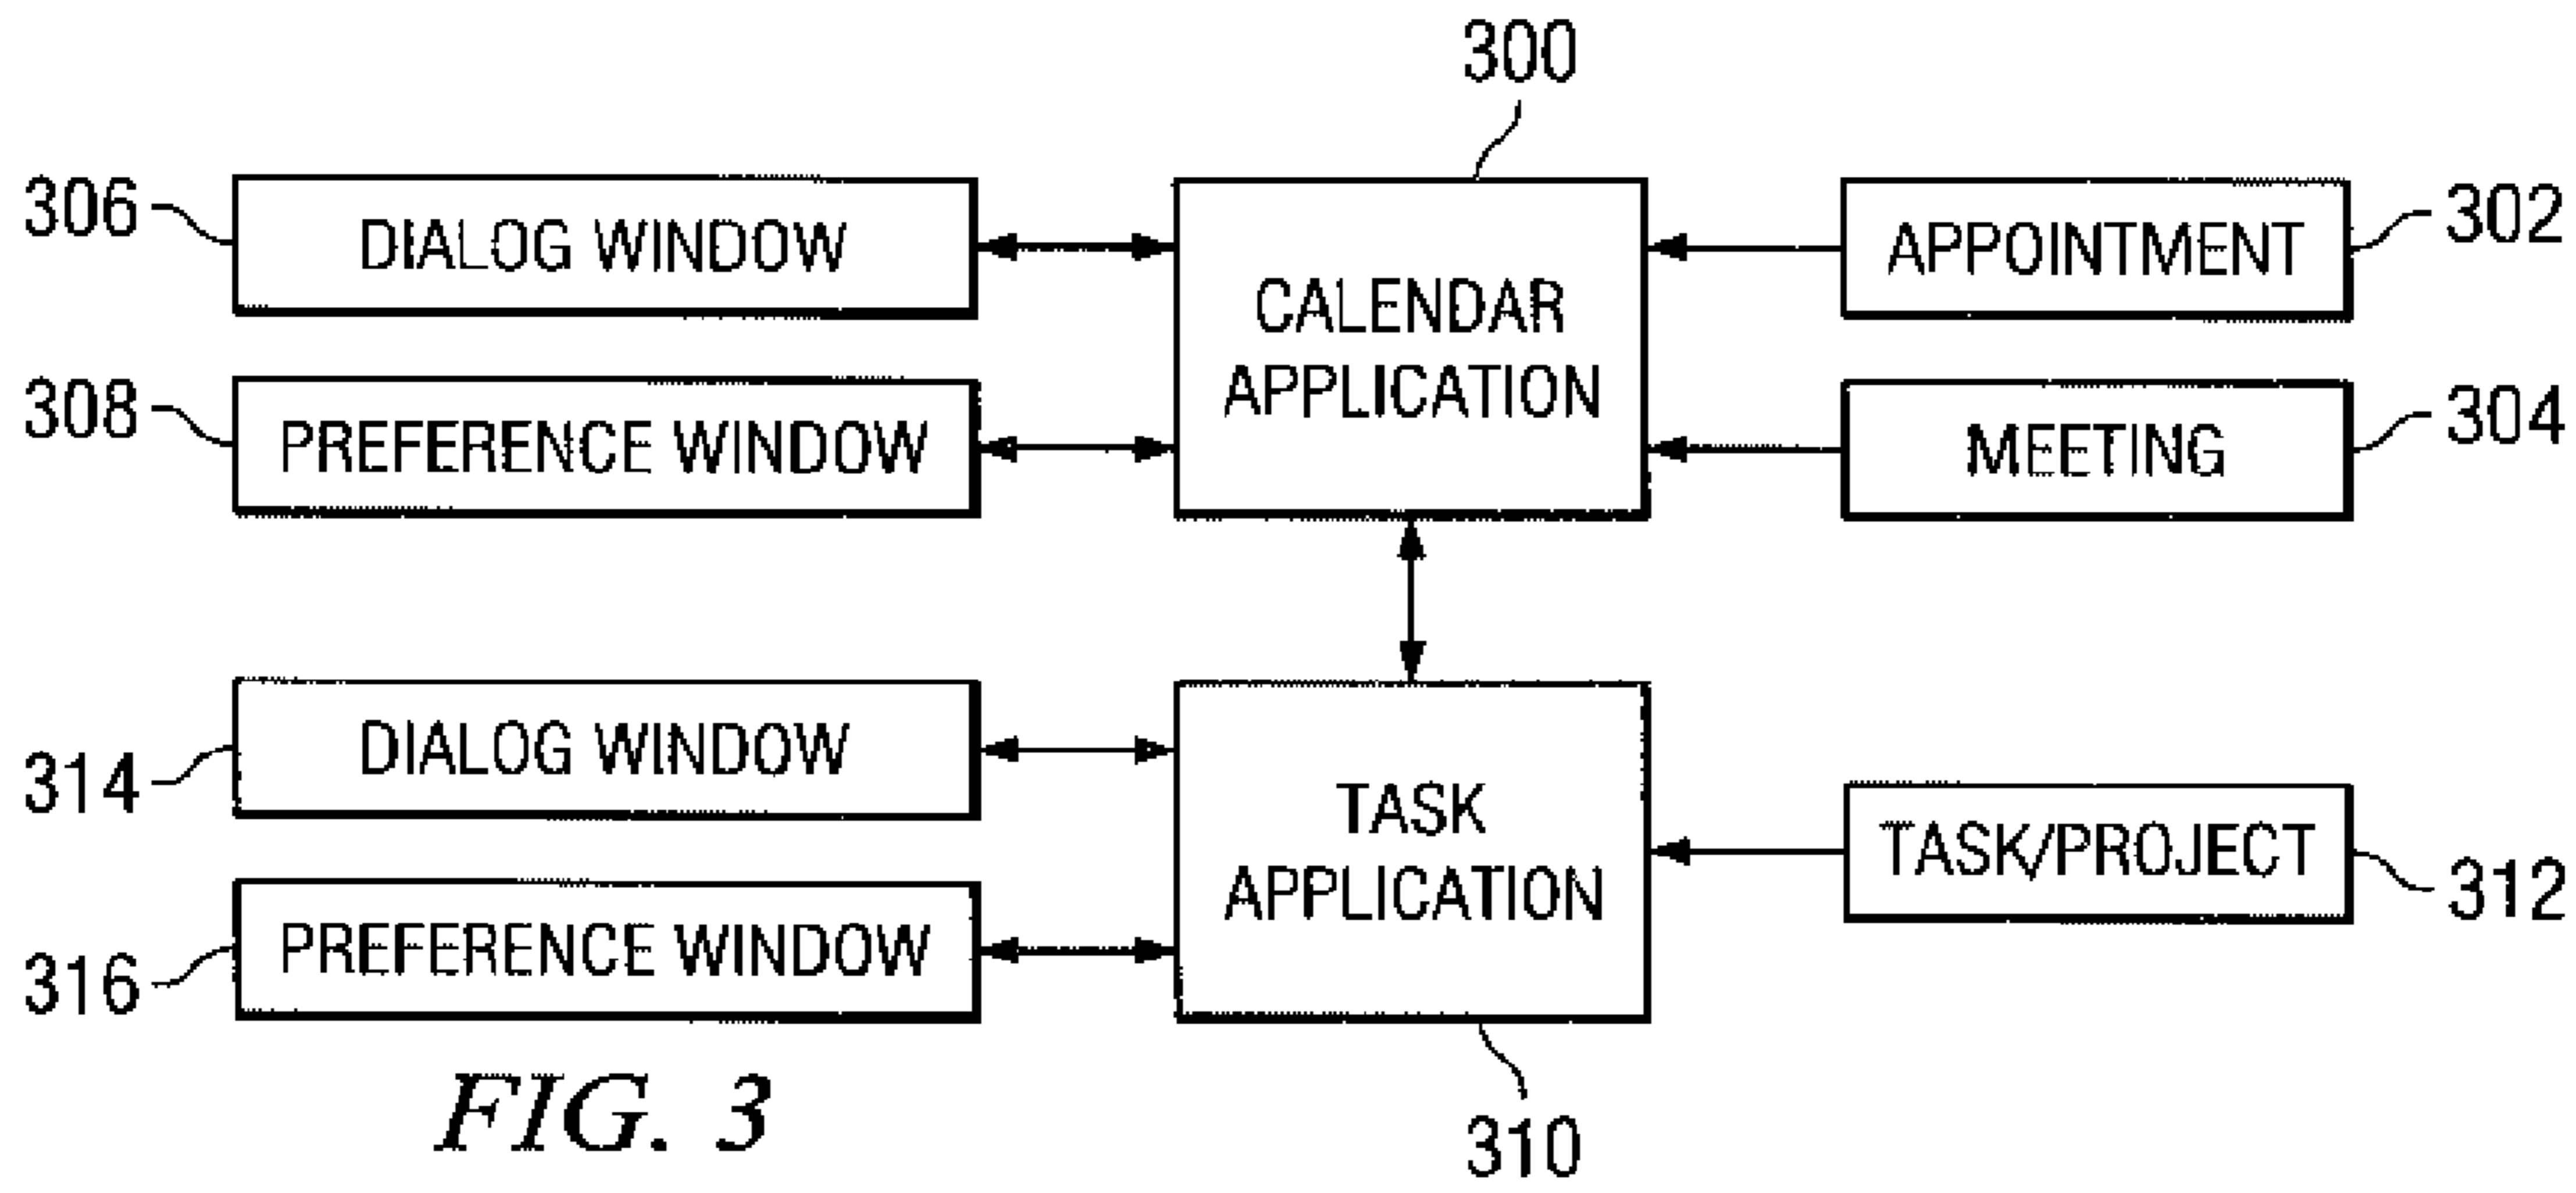 300
306
DIALOG WINDOW
APPOINTMENT
302
CALENDAR
APPLICATION
308
PREFERENCE WINDOW
MEETING
304
314
DIALOG WINDOW
TASK
APPLICATION
TASK/PROJECT
312
316
PREFERENCE WINDOW
310
FIG. 3